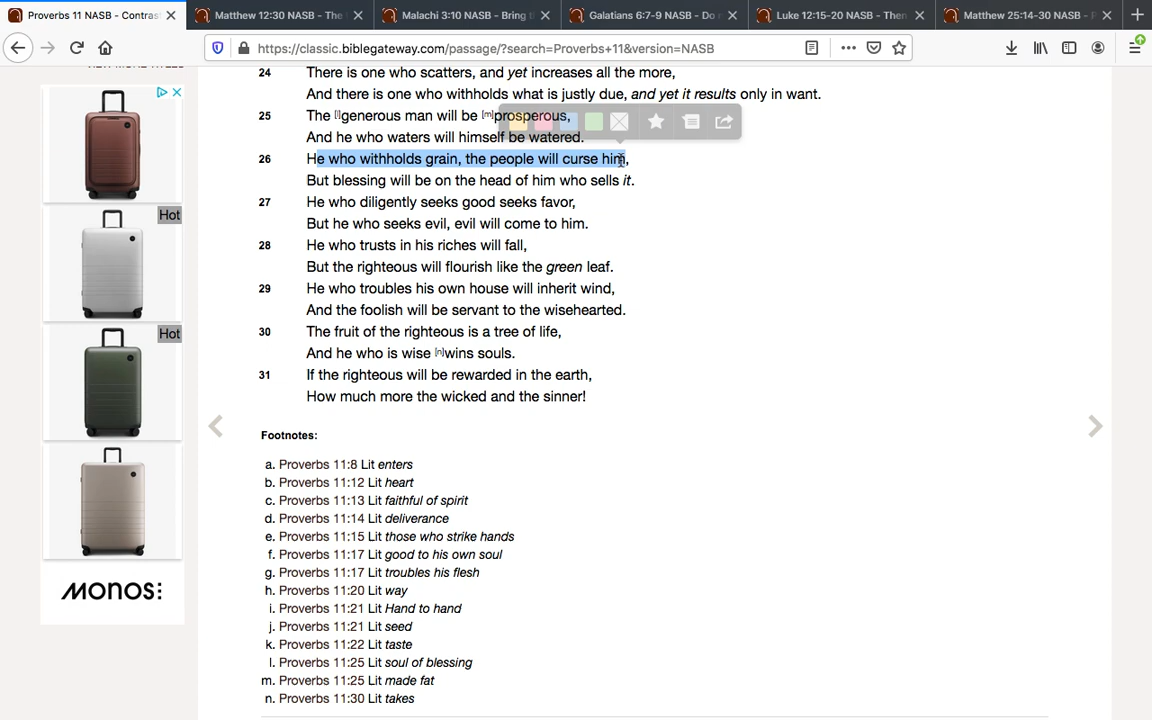 Proverbs 11 NASB - Contras
Matthew 12:30 NASB - The
Malachi 3:10 NASB - Bring t
Galatians 6:7-9 NASB - Do
Luke 12:15-20 NASB - Then
Matthew 25:14-30 NASB -
https://classic.biblegateway.com/passage/?search=Proverbs+11&version=NASB
24 There is one who scatters, and yet increases all the more,
And there is one who withholds what is justly due, and yet it results only in want.
25 The [l]generous man will be [m]prosperous,
And he who waters will himself be watered.
26 He who withholds grain, the people will curse him,
But blessing will be on the head of him who sells it.
27 He who diligently seeks good seeks favor,
But he who seeks evil, evil will come to him.
28 He who trusts in his riches will fall,
But the righteous will flourish like the green leaf.
29 He who troubles his own house will inherit wind,
And the foolish will be servant to the wisehearted.
30 The fruit of the righteous is a tree of life,
And he who is wise [n]wins souls.
31 If the righteous will be rewarded in the earth,
How much more the wicked and the sinner!
Footnotes:
a. Proverbs 11:8 Lit enters
b. Proverbs 11:12 Lit heart
c. Proverbs 11:13 Lit faithful of spirit
d. Proverbs 11:14 Lit deliverance
e. Proverbs 11:15 Lit those who strike hands
f. Proverbs 11:17 Lit good to his own soul
g. Proverbs 11:17 Lit troubles his flesh
h. Proverbs 11:20 Lit way
i. Proverbs 11:21 Lit Hand to hand
j. Proverbs 11:21 Lit seed
k. Proverbs 11:22 Lit taste
l. Proverbs 11:25 Lit soul of blessing
m. Proverbs 11:25 Lit made fat
n. Proverbs 11:30 Lit takes
Hot
Hot
MONOS